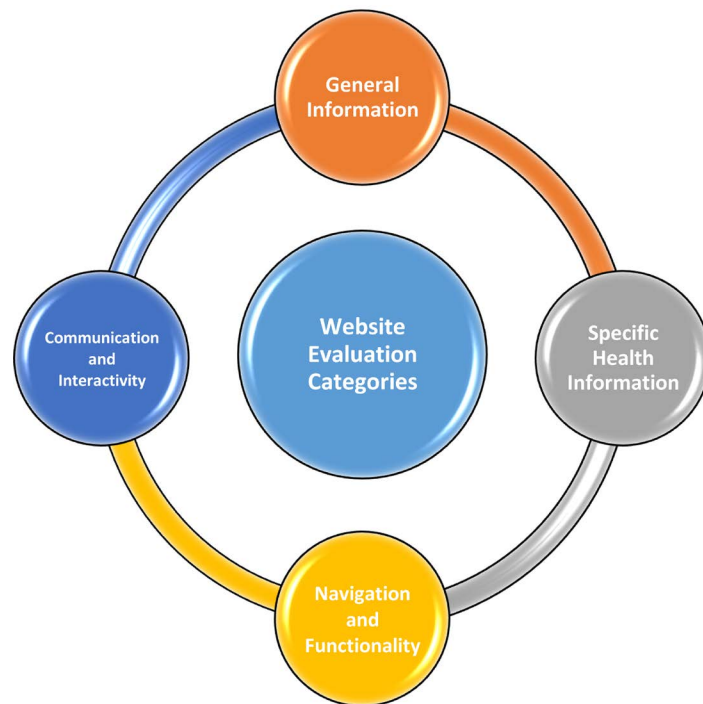 General
Information
Website
Evaluation
Categories
Communication
and
Interactivity
Specific
Health
Information
Navigation
and
Functionality